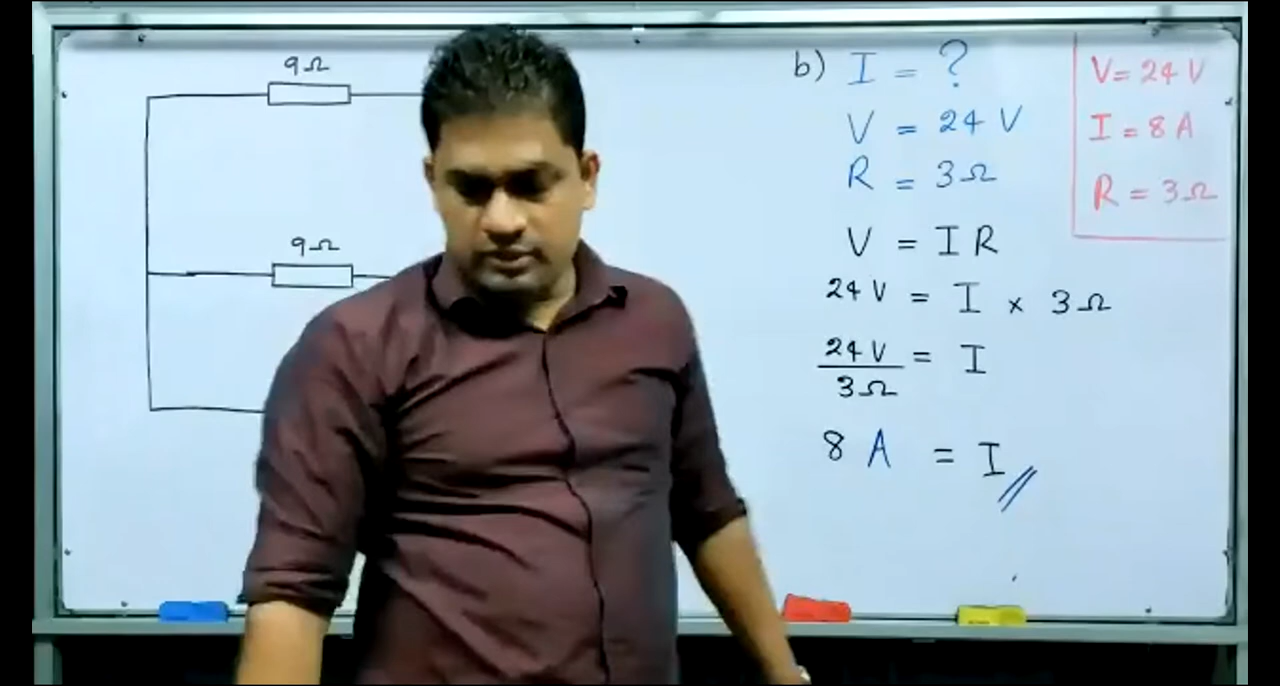 9Ω
9Ω
b) I = ?
V = 24 V
R = 3Ω
V = I R
24 V = I × 3Ω
24 V
3Ω
= I
8 A = I
V = 24 V
I = 8 A
R = 3Ω